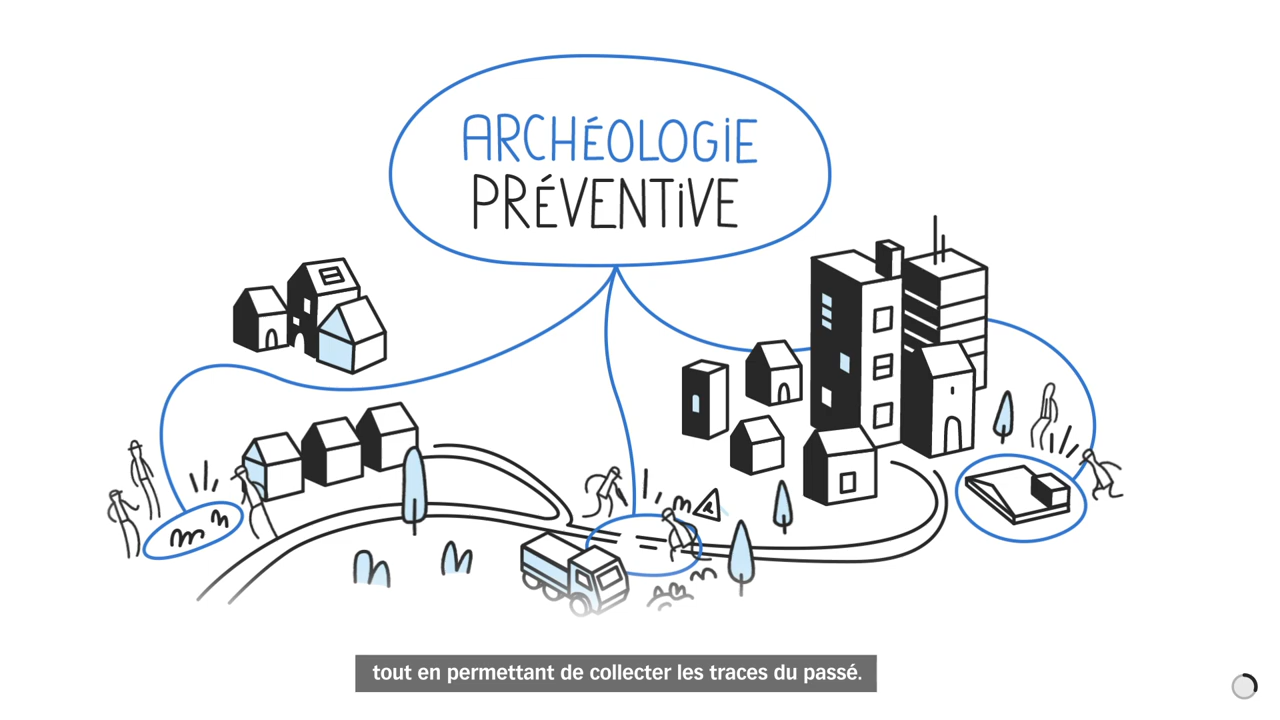 ARCHÉOLOGIE
PRÉVENTIVE
tout en permettant de collecter les traces du passé.